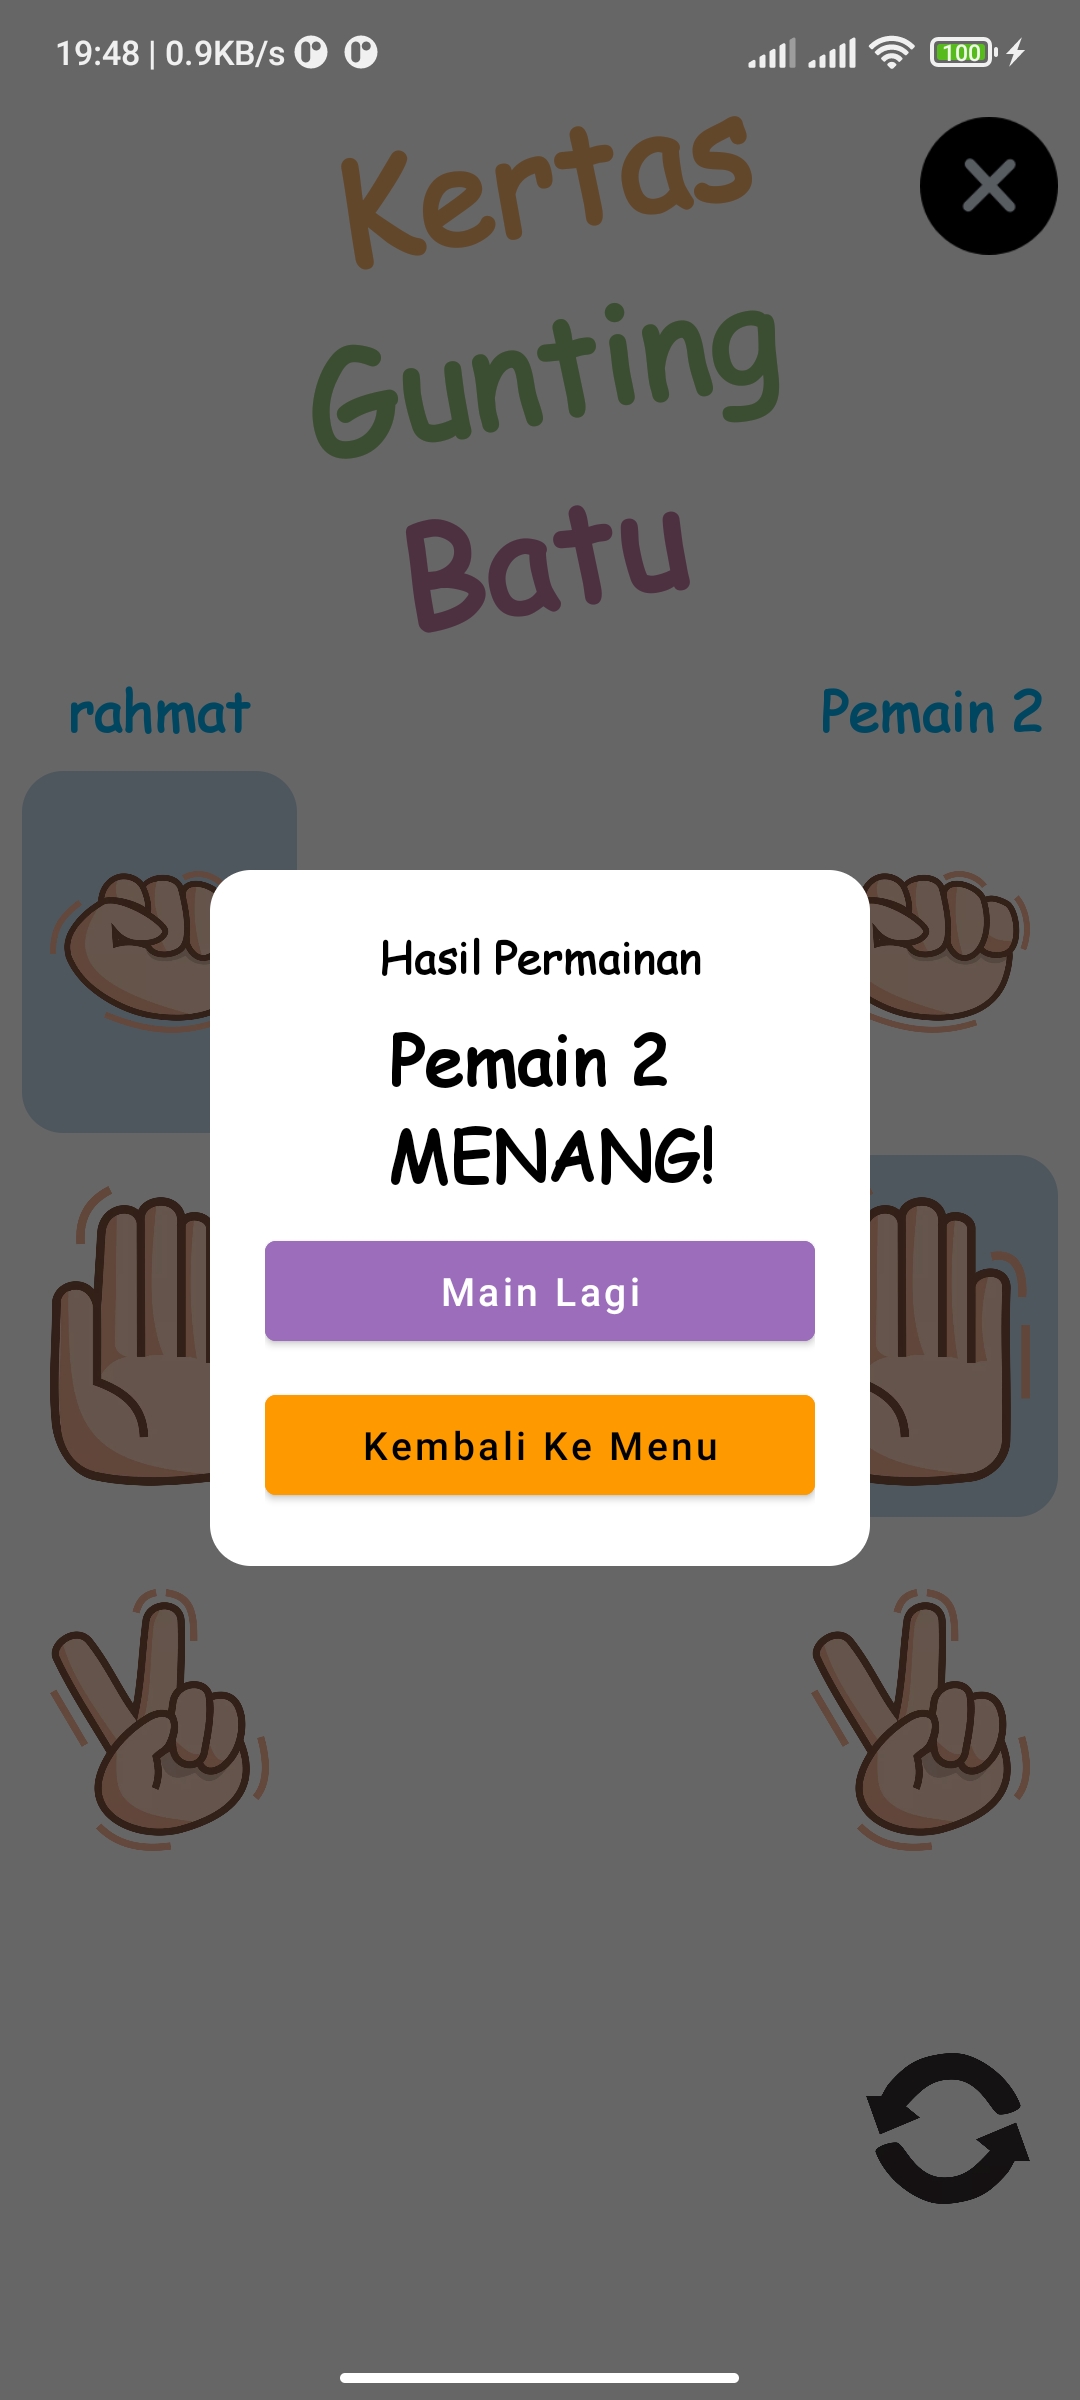 19:48 | 0.9KB/s
100
Kertas
Gunting
Batu
rahmat
Pemain 2
Hasil Permainan
Pemain 2
MENANG!
Main Lagi
Kembali Ke Menu